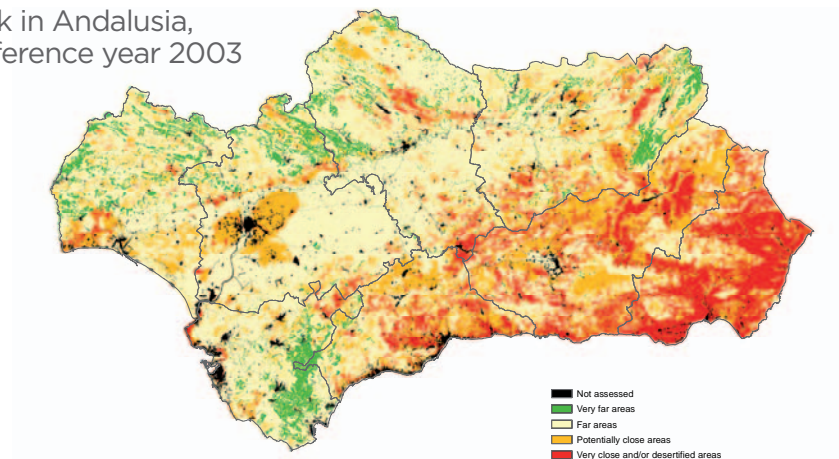 k in Andalusia,
ference year 2003
Not assessed
Very far areas
Far areas
Potentially close areas
Very close and/or desertified areas